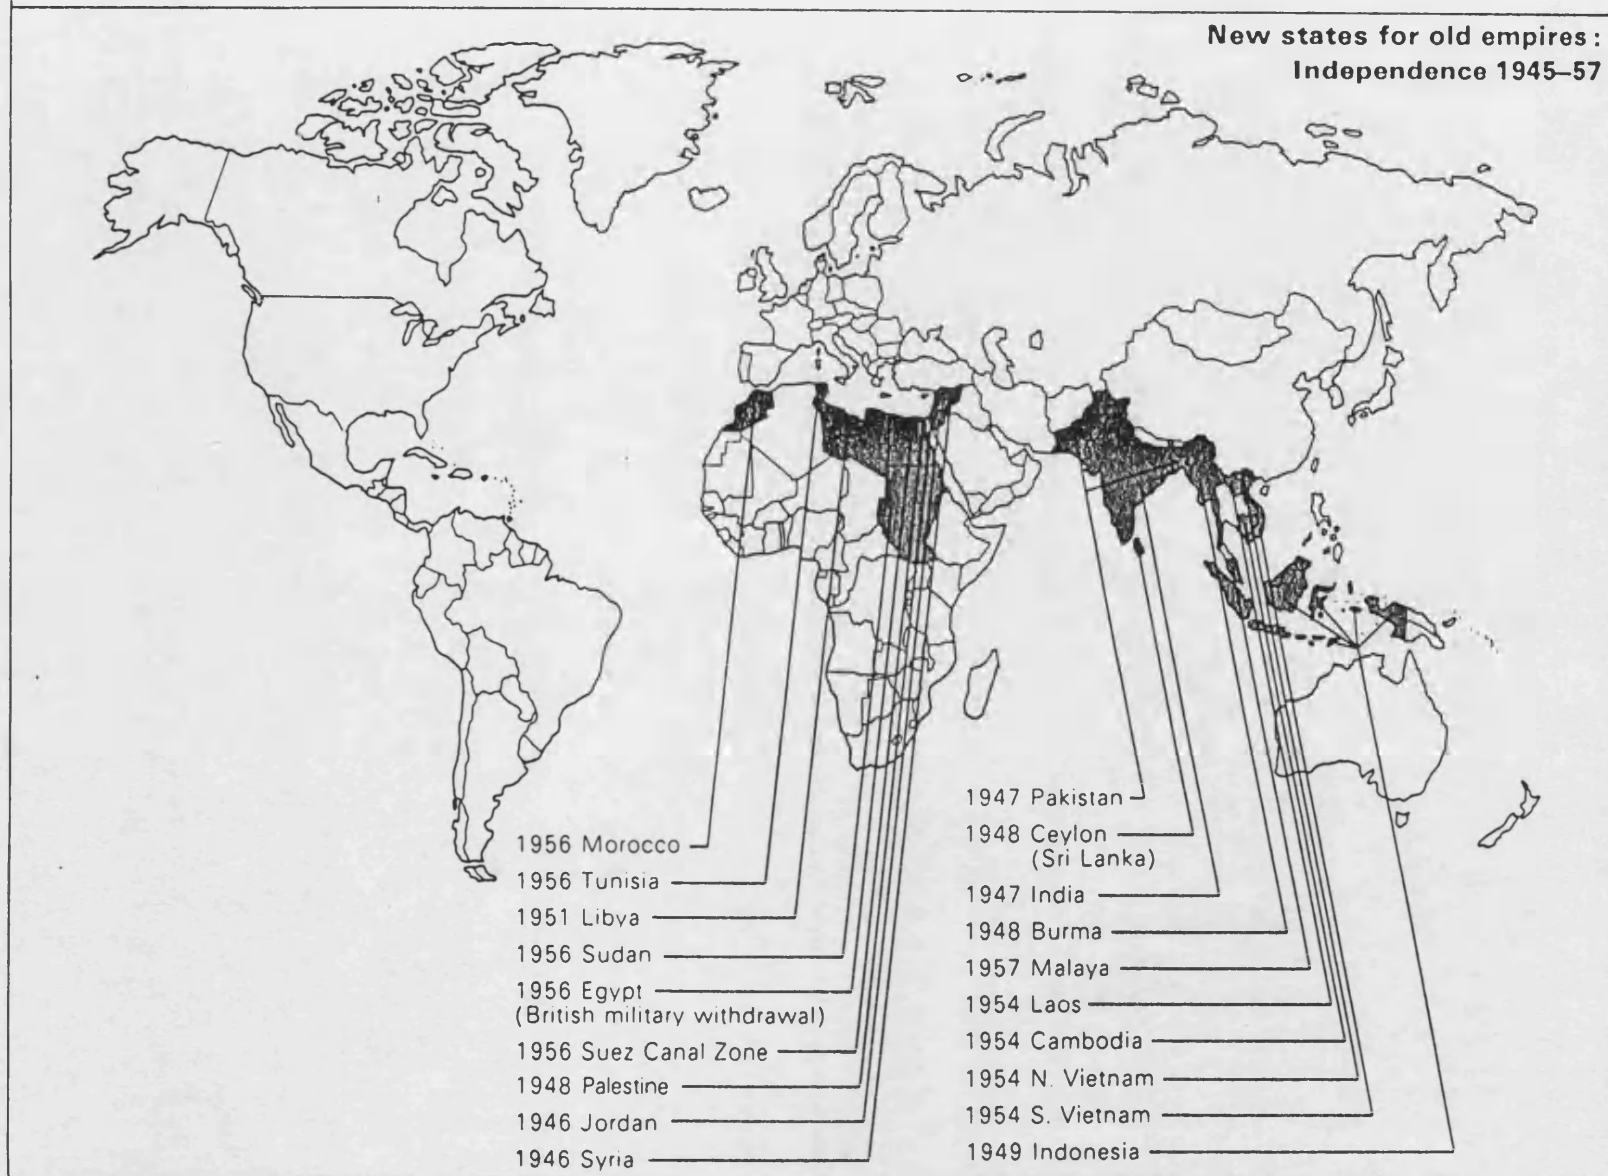 New states for old empires:
Independence 1945–57
1956 Morocco
1956 Tunisia
1951 Libya
1956 Sudan
1956 Egypt
(British military withdrawal)
1956 Suez Canal Zone
1948 Palestine
1946 Jordan
1946 Syria
1947 Pakistan
1948 Ceylon
(Sri Lanka)
1947 India
1948 Burma
1957 Malaya
1954 Laos
1954 Cambodia
1954 N. Vietnam
1954 S. Vietnam
1949 Indonesia